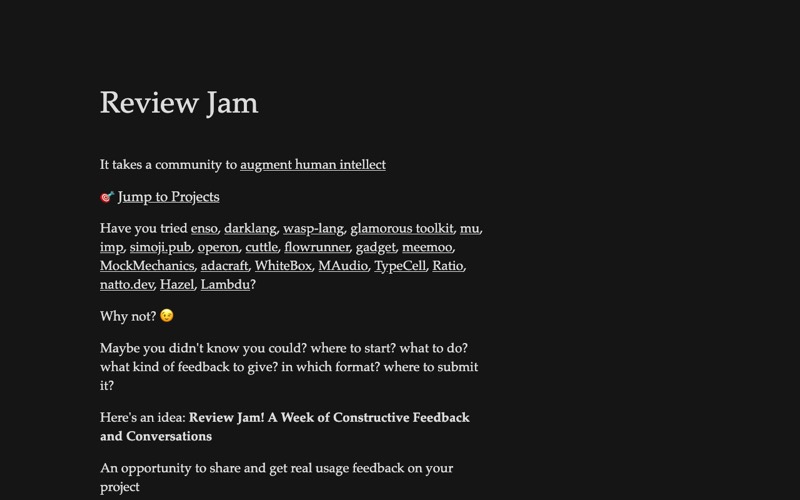 Review Jam
It takes a community to augment human intellect
🎯 Jump to Projects
Have you tried enso, darklang, wasp-lang, glamorous toolkit, mu,
imp, simoji.pub, operon, cuttle, flowrunner, gadget, meemoo,
MockMechanics, adacraft, WhiteBox, MAudio, TypeCell, Ratio,
natto.dev, Hazel, Lambdu?
Why not? 😉
Maybe you didn't know you could? where to start? what to do?
what kind of feedback to give? in which format? where to submit
it?
Here's an idea: Review Jam! A Week of Constructive Feedback
and Conversations
An opportunity to share and get real usage feedback on your
project